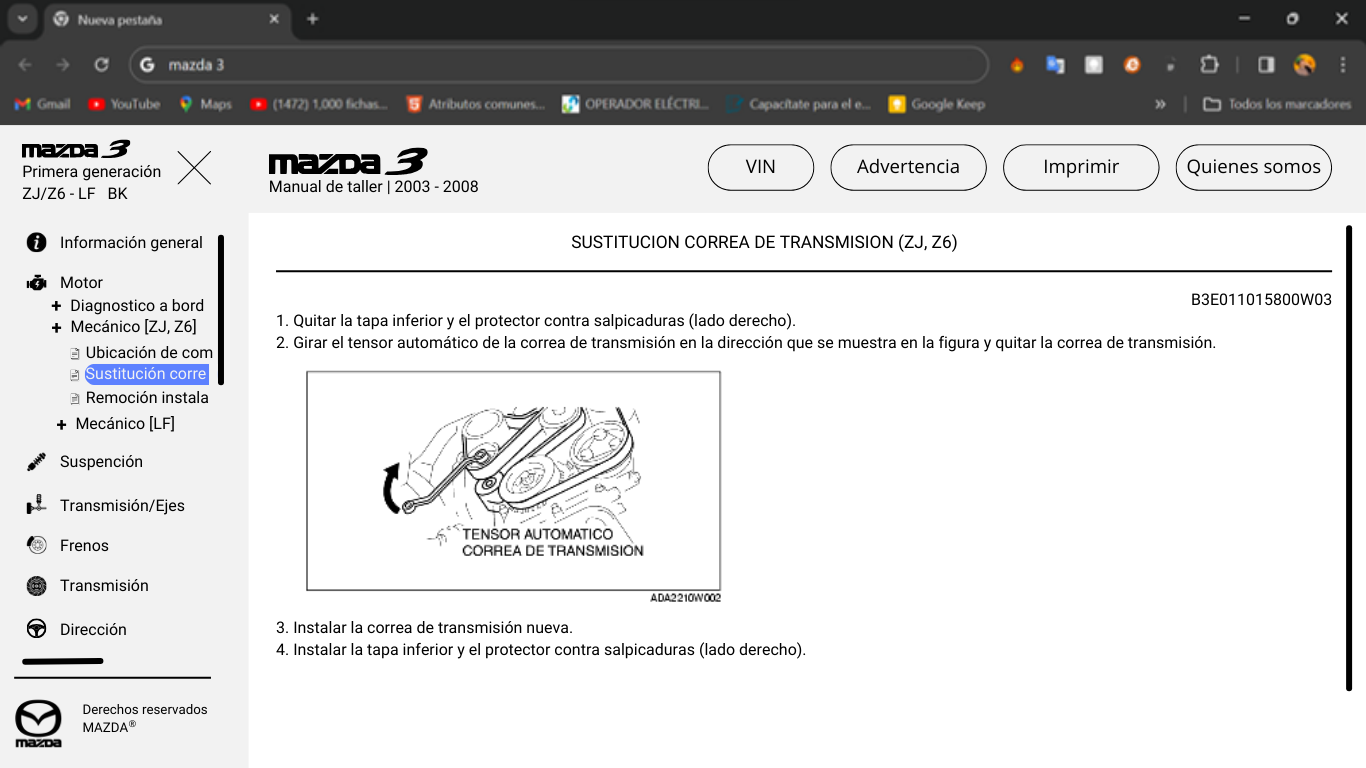 Nueva pestaña
mazda 3
Gmail
YouTube
Maps
(1472) 1,000 fichas...
Atributos comunes...
OPERADOR ELÉCTRI...
Capacítate para el e...
Google Keep
Todos los marcadores
mazda 3
Primera generación
ZJ/Z6 - LF BK
mazda 3
Manual de taller | 2003 - 2008
VIN
Advertencia
Imprimir
Quienes somos
Información general
Motor
Diagnostico a bord
Mecánico [ZJ, Z6]
Ubicación de com
Sustitución corre
Remoción instala
Mecánico [LF]
Suspención
Transmisión/Ejes
Frenos
Transmisión
Dirección
mazda
Derechos reservados
MAZDA®
SUSTITUCION CORREA DE TRANSMISION (ZJ, Z6)
B3E011015800W03
1. Quitar la tapa inferior y el protector contra salpicaduras (lado derecho).
2. Girar el tensor automático de la correa de transmisión en la dirección que se muestra en la figura y quitar la correa de transmisión.
TENSOR AUTOMATICO
CORREA DE TRANSMISION
ADA2210W002
3. Instalar la correa de transmisión nueva.
4. Instalar la tapa inferior y el protector contra salpicaduras (lado derecho).